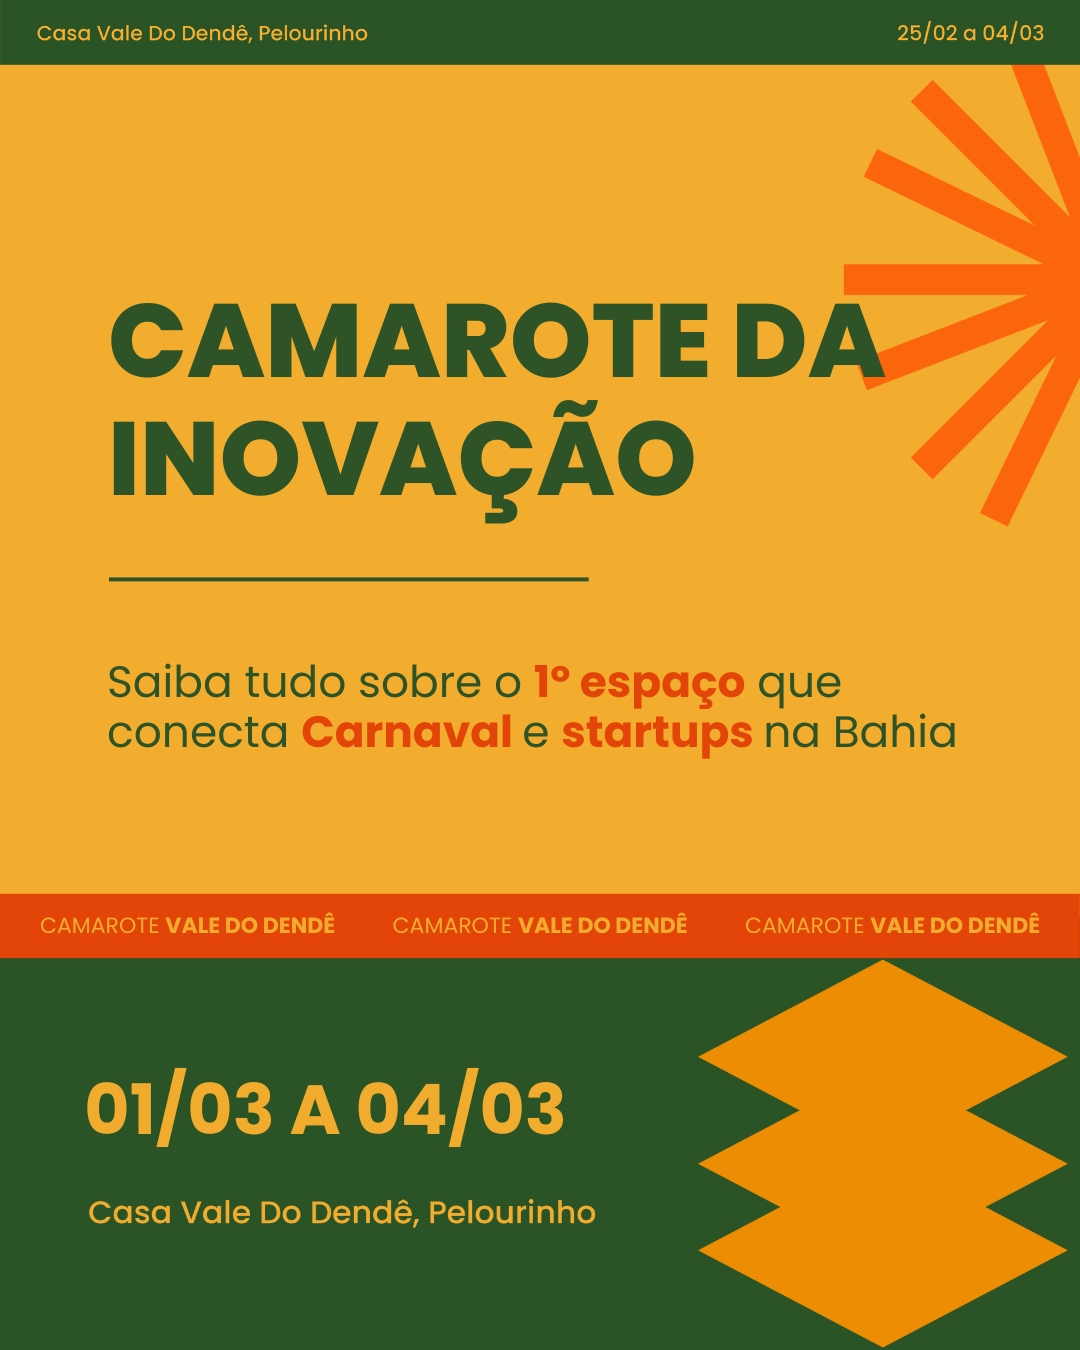 Casa Vale Do Dendê, Pelourinho
25/02 a 04/03
CAMAROTE DA
INOVAÇÃO
Saiba tudo sobre o 1º espaço que
conecta Carnaval e startups na Bahia
CAMAROTE VALE DO DENDÊ CAMAROTE VALE DO DENDÊ CAMAROTE VALE DO DENDÊ
01/03 A 04/03
Casa Vale Do Dendê, Pelourinho